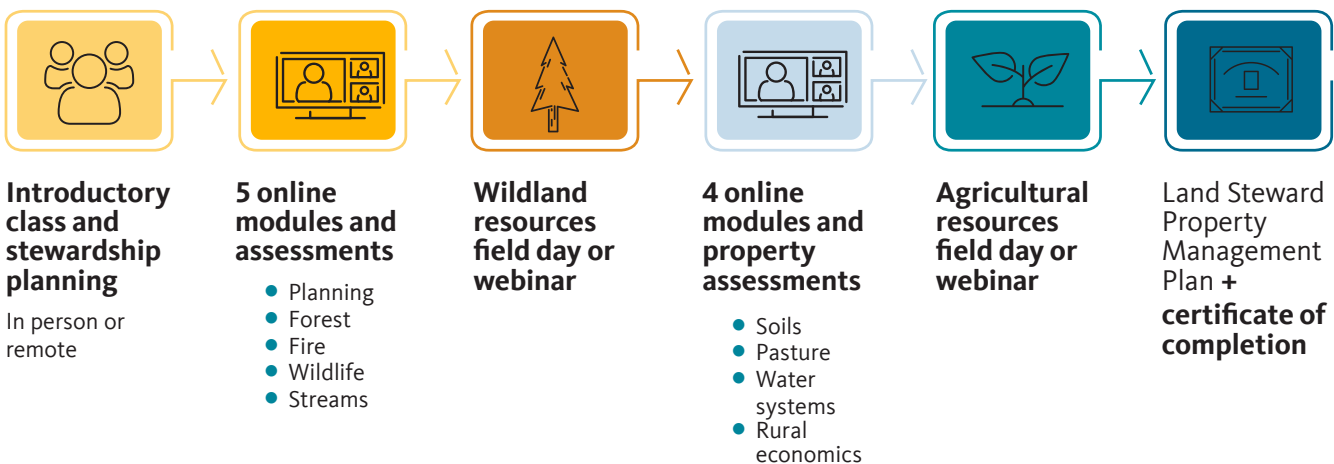 Introductory
class and
stewardship
planning
In person or
remote
5 online
modules and
assessments
Planning
Forest
Fire
Wildlife
Streams
Wildland
resources
field day or
webinar
4 online
modules and
property
assessments
Soils
Pasture
Water
systems
Rural
economics
Agricultural
resources
field day or
webinar
Land Steward
Property
Management
Plan +
certificate of
completion